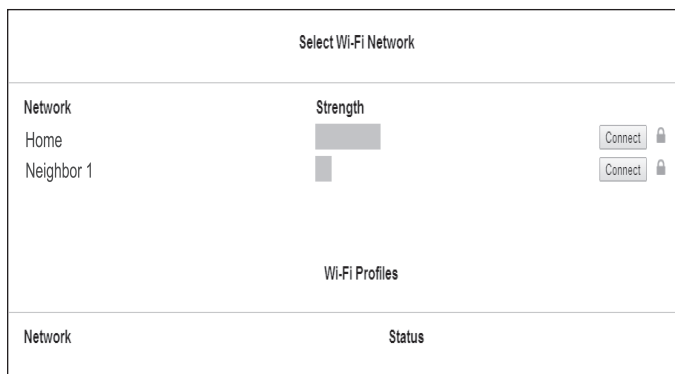 Select Wi-Fi Network
Network Strength
Home Connect
Neighbor 1 Connect
Wi-Fi Profiles
Network Status